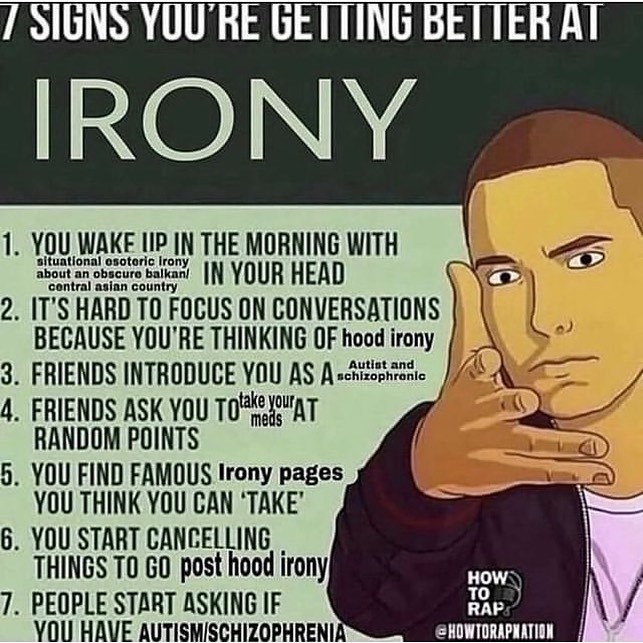 7 SIGNS YOU'RE GETTING BETTER AT
IRONY
1. YOU WAKE UP IN THE MORNING WITH
situational esoteric irony
about an obscure balkan/
central asian country
IN YOUR HEAD
2. IT'S HARD TO FOCUS ON CONVERSATIONS
BECAUSE YOU'RE THINKING OF hood irony
3. FRIENDS INTRODUCE YOU AS A Autist and
schizophrenic
4. FRIENDS ASK YOU TO take your
meds AT
RANDOM POINTS
5. YOU FIND FAMOUS Irony pages
YOU THINK YOU CAN 'TAKE'
6. YOU START CANCELLING
THINGS TO GO post hood irony
7. PEOPLE START ASKING IF
YOU HAVE AUTISM/SCHIZOPHRENIA
HOW
TO
RAP
@HOWTORAPNATION